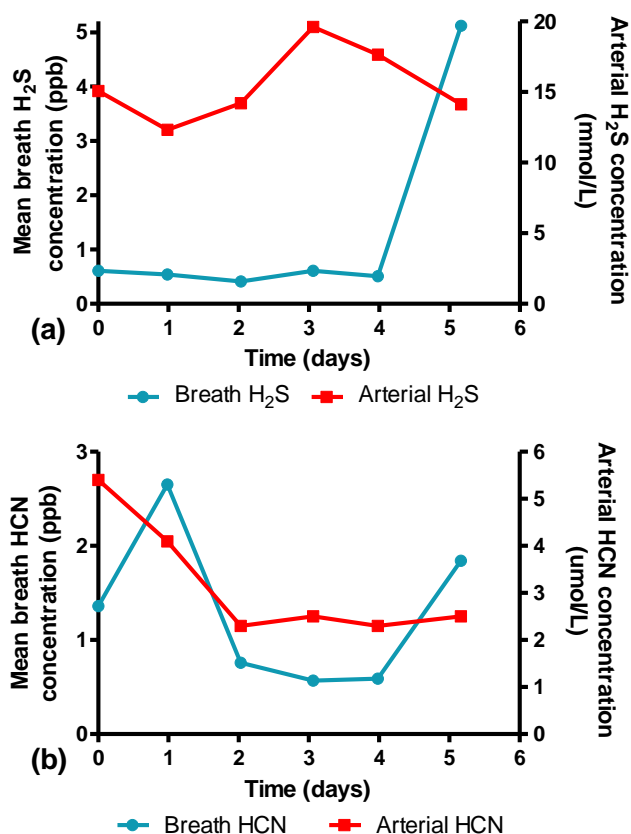 Mean breath H₂S
concentration (ppb)
5
4
3
2
1
0
20
15
10
5
0
Arterial H₂S concentration
(mmol/L)
(a)
0 1 2 3 4 5 6
Time (days)
Breath H₂S Arterial H₂S
Mean breath HCN
concentration (ppb)
3
2
1
0
6
5
4
3
2
1
0
Arterial HCN concentration
(umol/L)
(b)
0 1 2 3 4 5 6
Time (days)
Breath HCN Arterial HCN